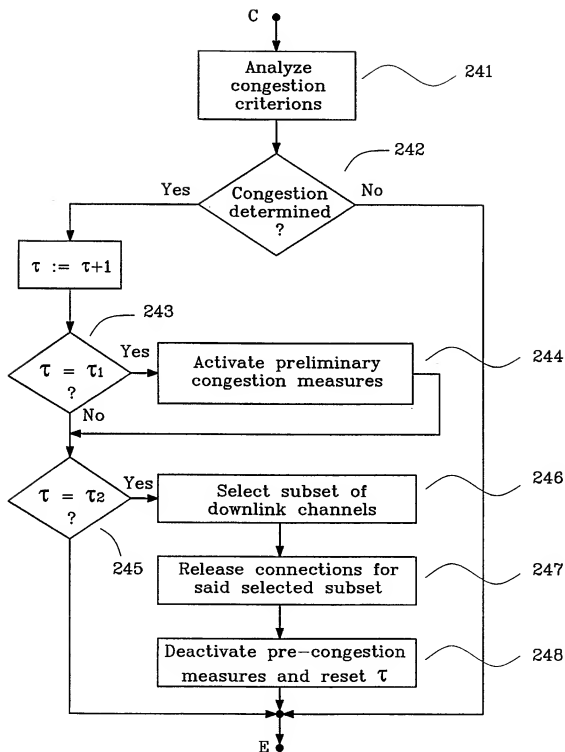 C
Analyze
congestion
criterions
241
242
Yes
No
Congestion
determined
?
τ := τ+1
243
τ = τ1
?
Yes
No
Activate preliminary
congestion measures
244
τ = τ2
?
Yes
245
Select subset of
downlink channels
246
Release connections for
said selected subset
247
Deactivate pre-congestion
measures and reset τ
248
E